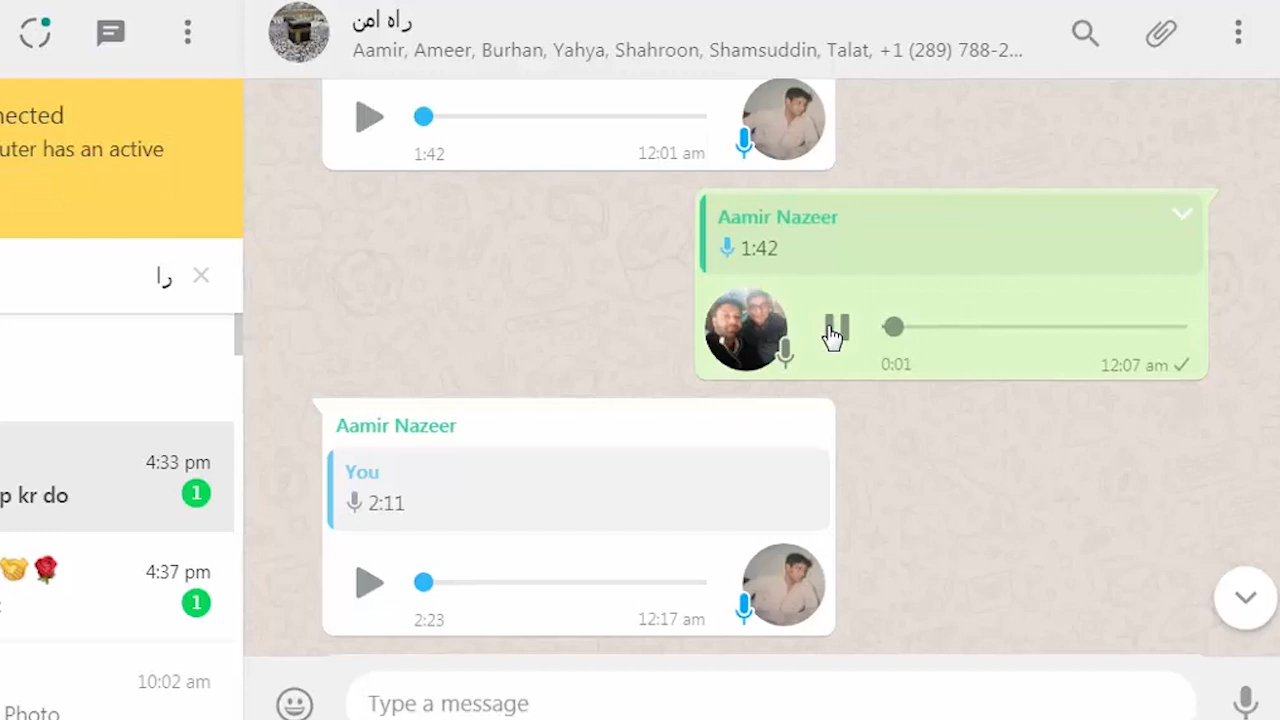 راہ امن
Aamir, Ameer, Burhan, Yahya, Shahroon, Shamsuddin, Talat, +1 (289) 788-2...
nected
uter has an active
را
4:33 pm
p kr do
1
4:37 pm
1
10:02 am
Photo
1:42
12:01 am
Aamir Nazeer
1:42
0:01
12:07 am
Aamir Nazeer
You
2:11
2:23
12:17 am
Type a message